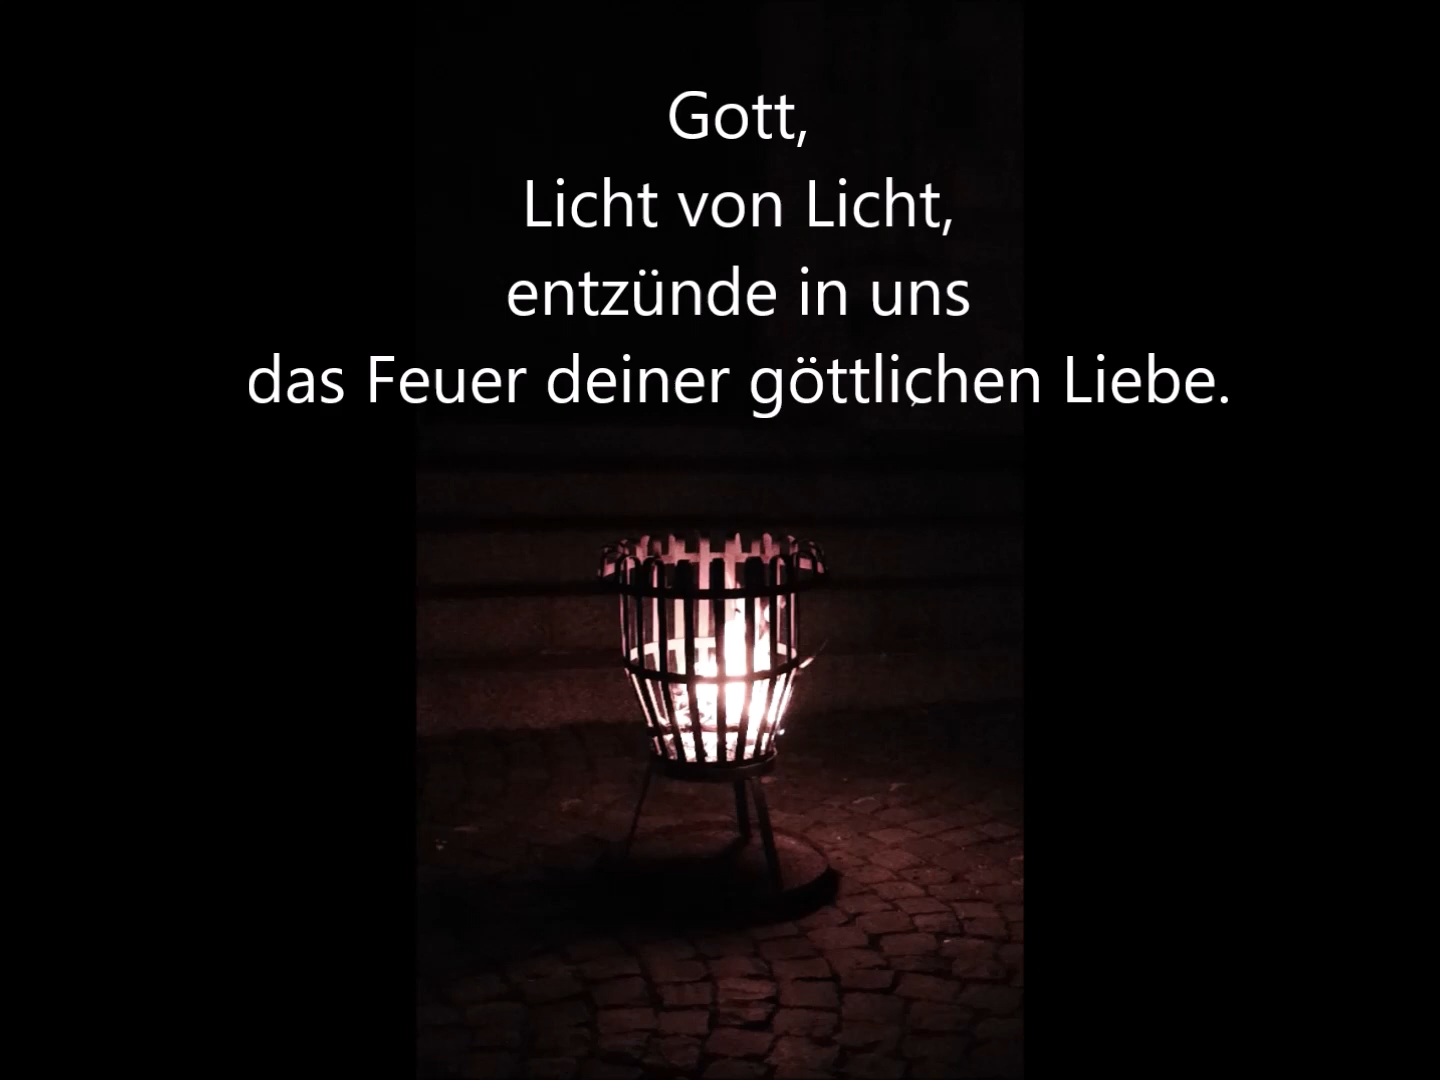 Gott,
Licht von Licht,
entzünde in uns
das Feuer deiner göttlichen Liebe.